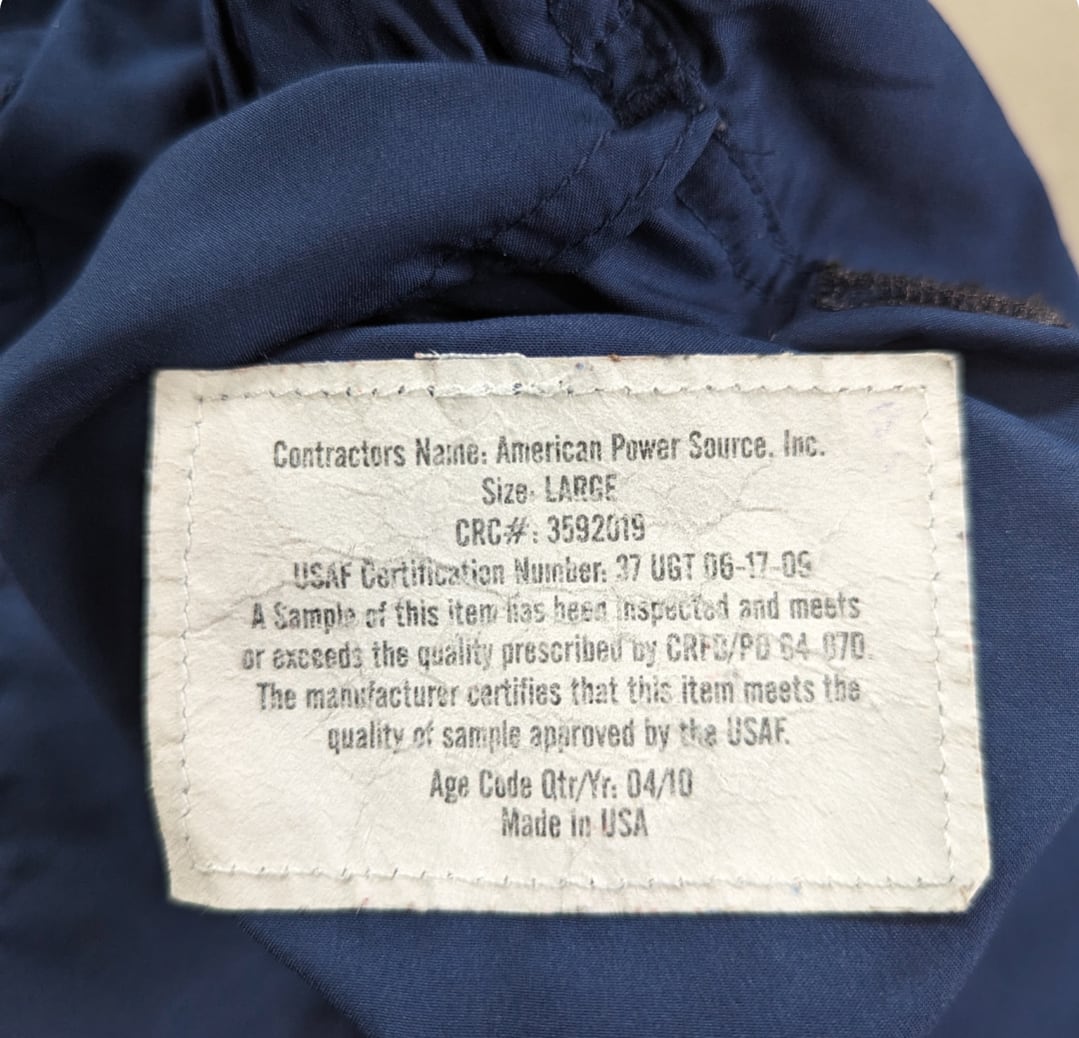 Contractors Name: American Power Source, Inc.
Size: LARGE
CRC#: 3592019
USAF Certification Number: 37 UGT 06-17-09
A Sample of this item has been inspected and meets
or exceeds the quality prescribed by CRFD/PD 64-070.
The manufacturer certifies that this item meets the
quality of sample approved by the USAF.
Age Code Qtr/Yr: 04/10
Made in USA